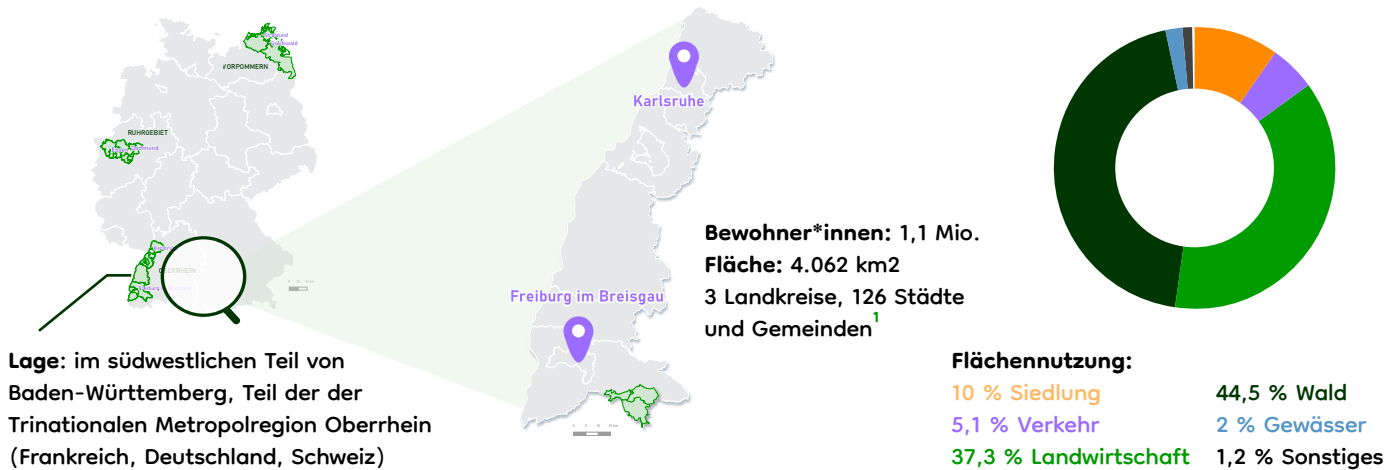 VORPOMMERN
RUHRGEBIET
Karlsruhe
Freiburg im Breisgau
Bewohner*innen: 1,1 Mio.
Fläche: 4.062 km2
3 Landkreise, 126 Städte
und Gemeinden¹
Lage: im südwestlichen Teil von
Baden-Württemberg, Teil der der
Trinationalen Metropolregion Oberrhein
(Frankreich, Deutschland, Schweiz)
Flächennutzung:
10 % Siedlung
5,1 % Verkehr
37,3 % Landwirtschaft
44,5 % Wald
2 % Gewässer
1,2 % Sonstiges